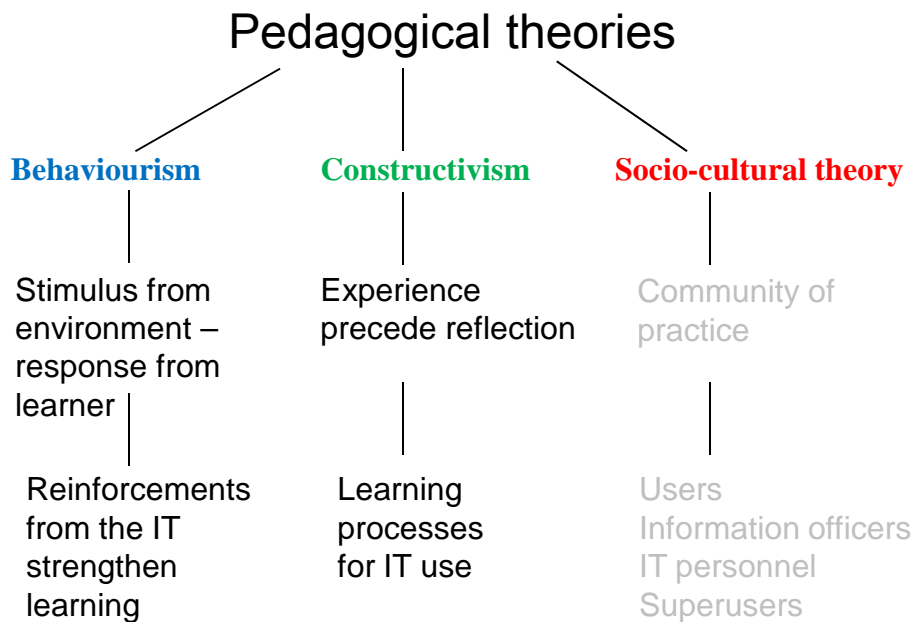 Pedagogical theories
Behaviourism
Constructivism
Socio-cultural theory
Stimulus from
environment –
response from
learner
Experience
precede reflection
Community of
practice
Reinforcements
from the IT
strengthen
learning
Learning
processes
for IT use
Users
Information officers
IT personnel
Superusers